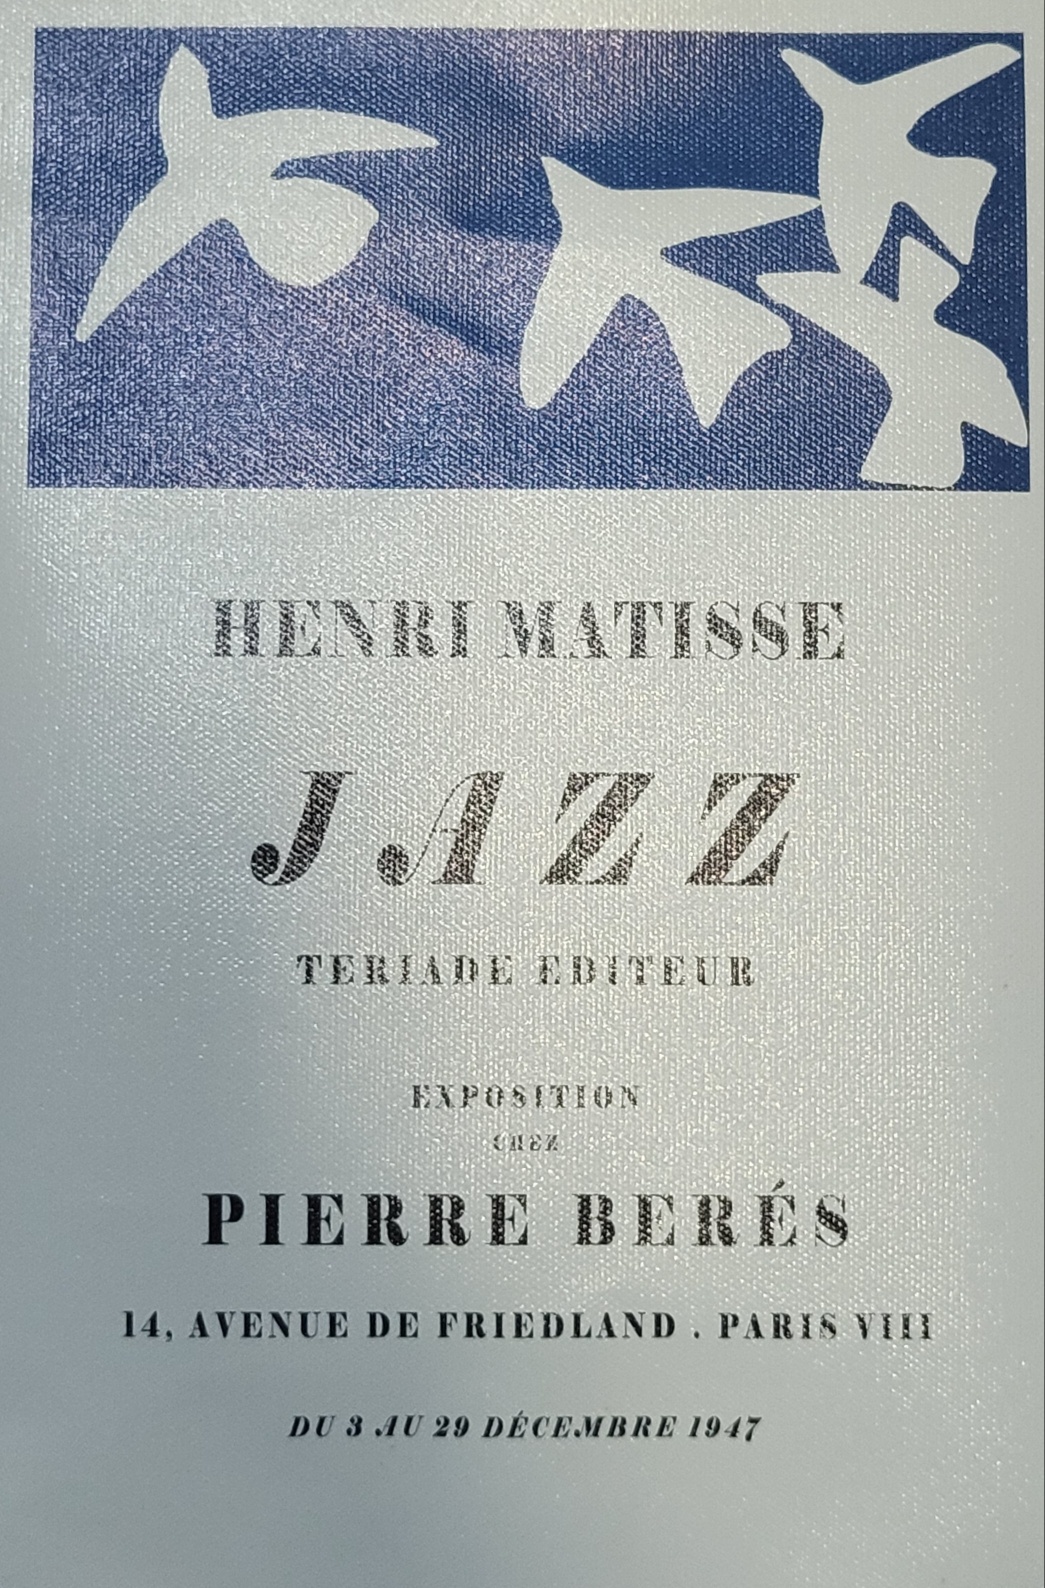 HENRI MATISSE
JAZZ
TERIADE EDITEUR
EXPOSITION
CHEZ
PIERRE BERÉS
14, AVENUE DE FRIEDLAND . PARIS VIII
DU 3 AU 29 DÉCEMBRE 1947